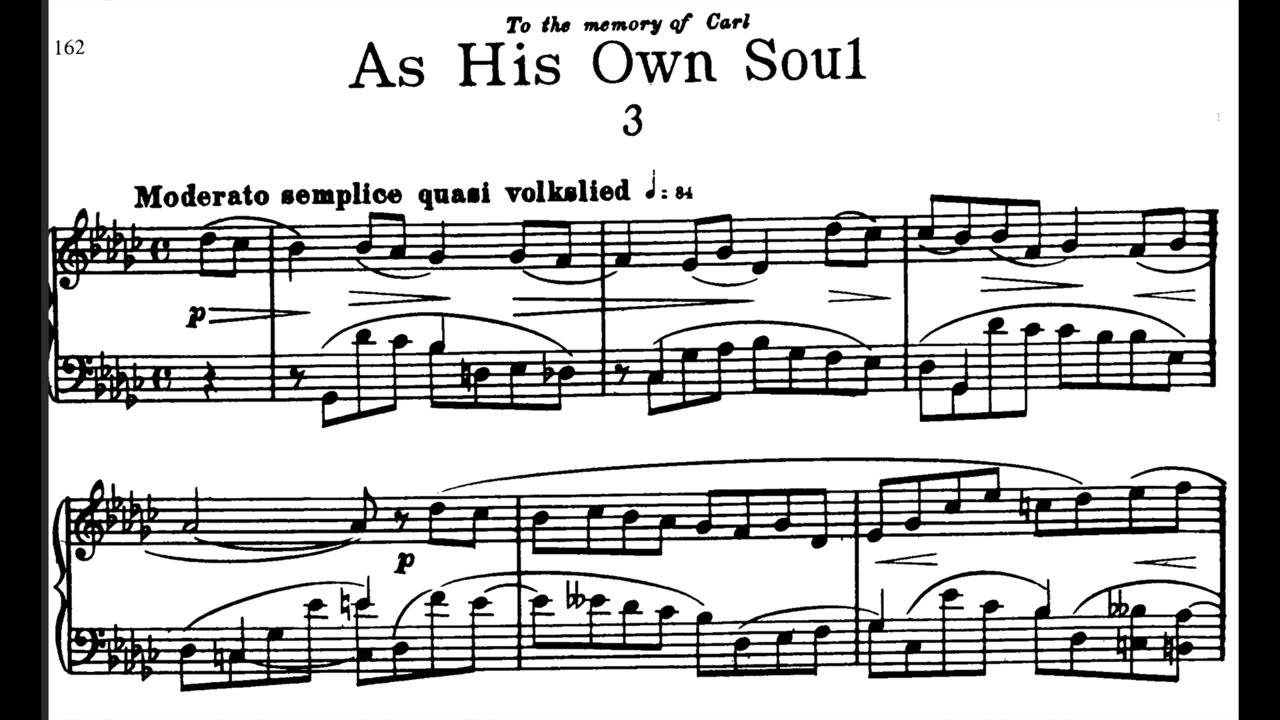 To the memory of Carl
162
As His Own Soul
3
Moderato semplice quasi volkslied ♩: 84
p
p